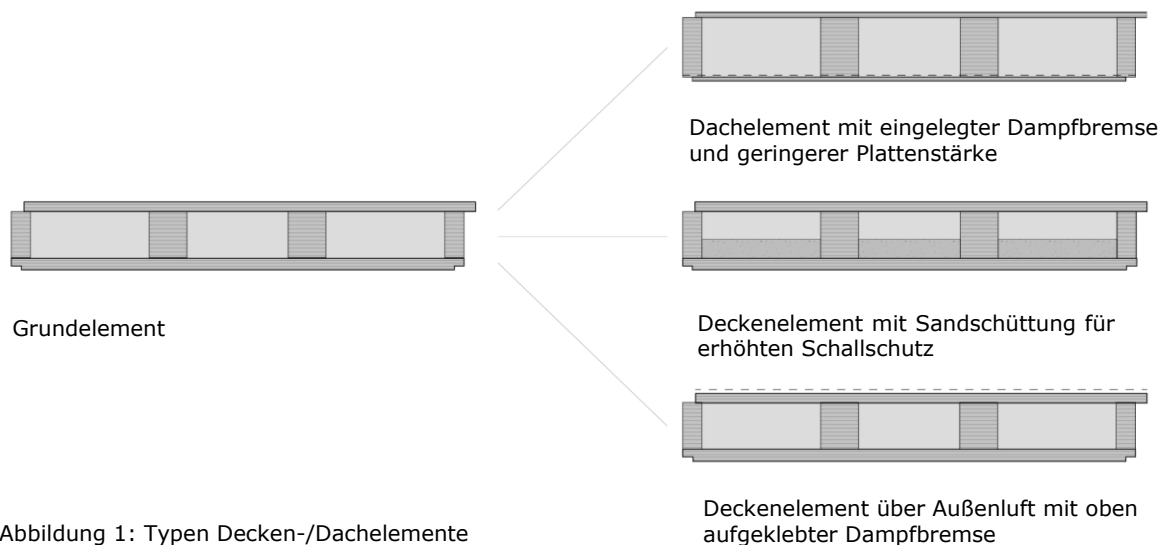 Dachelement mit eingelegter Dampfbremse
und geringerer Plattenstärke
Grundelement
Deckenelement mit Sandschüttung für
erhöhten Schallschutz
Deckenelement über Außenluft mit oben
aufgeklebter Dampfbremse
Abbildung 1: Typen Decken-/Dachelemente